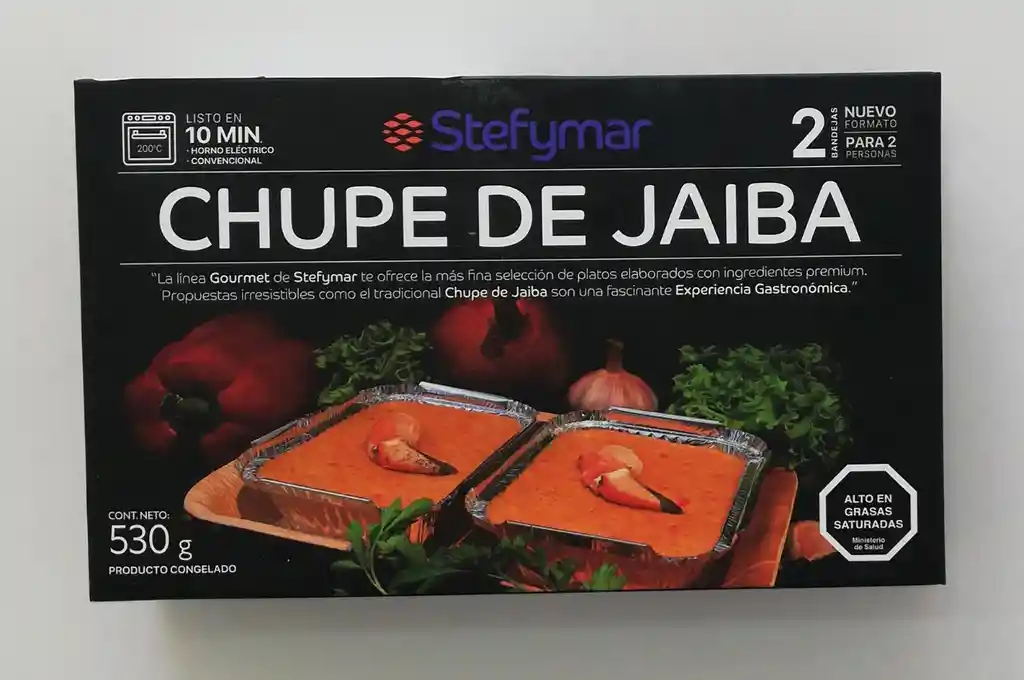 LISTO EN
10 MIN.
· HORNO ELÉCTRICO
· CONVENCIONAL
200°C
Stefymar
2
BANDEJAS
NUEVO
FORMATO
PARA 2
PERSONAS
CHUPE DE JAIBA
"La línea Gourmet de Stefymar te ofrece la más fina selección de platos elaborados con ingredientes premium.
Propuestas irresistibles como el tradicional Chupe de Jaiba son una fascinante Experiencia Gastronómica."
CONT. NETO:
530 g
PRODUCTO CONGELADO
ALTO EN
GRASAS
SATURADAS
Ministerio
de Salud